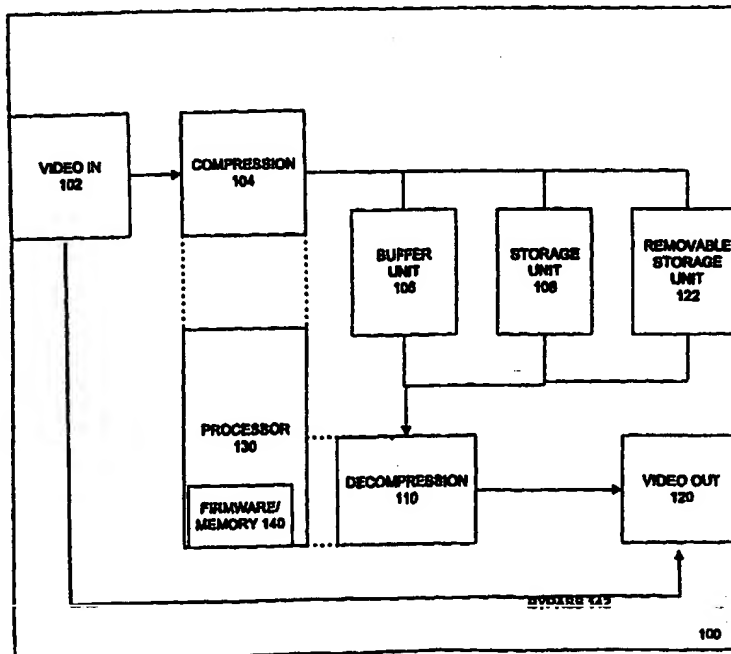 VIDEO IN
102
COMPRESSION
104
BUFFER
UNIT
106
STORAGE
UNIT
108
REMOVABLE
STORAGE
UNIT
122
PROCESSOR
130
FIRMWARE/
MEMORY 140
DECOMPRESSION
110
VIDEO OUT
120
BYPASS
100